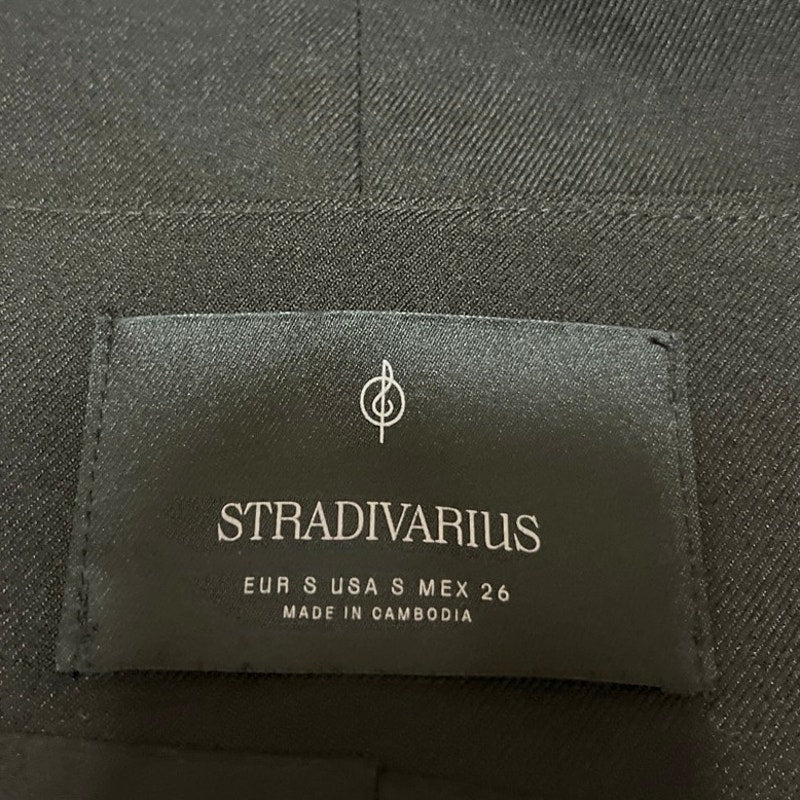 STRADIVARIUS
EUR S USA S MEX 26
MADE IN CAMBODIA